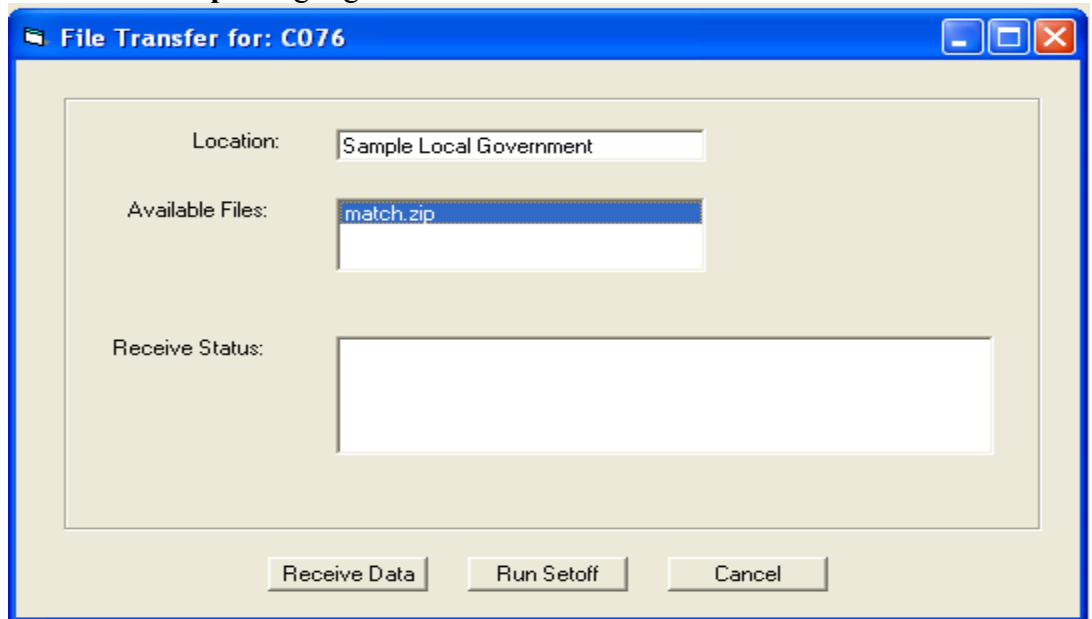 File Transfer for: C076
Location: Sample Local Government
Available Files: match.zip
Receive Status:
Receive Data Run Setoff Cancel